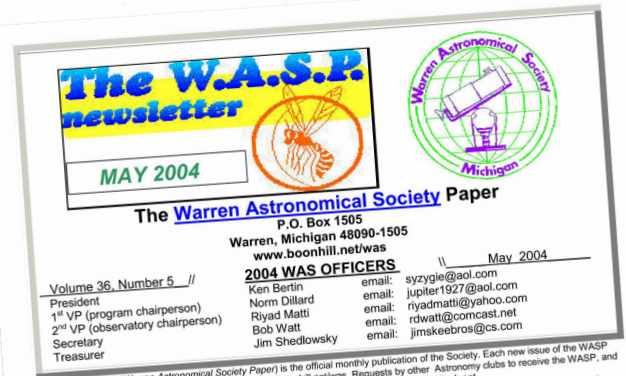 The W.A.S.P.
newsletter
MAY 2004
Warren Astronomical Society
Michigan
The Warren Astronomical Society Paper
P.O. Box 1505
Warren, Michigan 48090-1505
www.boonhill.net/was
Volume 36, Number 5 // 2004 WAS OFFICERS \\ May 2004
President Ken Bertin email: syzygie@aol.com
1st VP (program chairperson) Norm Dillard email: jupiter1927@aol.com
2nd VP (observatory chairperson) Riyad Matti email: riyadmatti@yahoo.com
Secretary Bob Watt email: rdwatt@comcast.net
Treasurer Jim Shedlowsky email: jimskeebros@cs.com
Astronomical Society Paper) is the official monthly publication of the Society. Each new issue of the WASP
Requests by other Astronomy clubs to receive the WASP, and